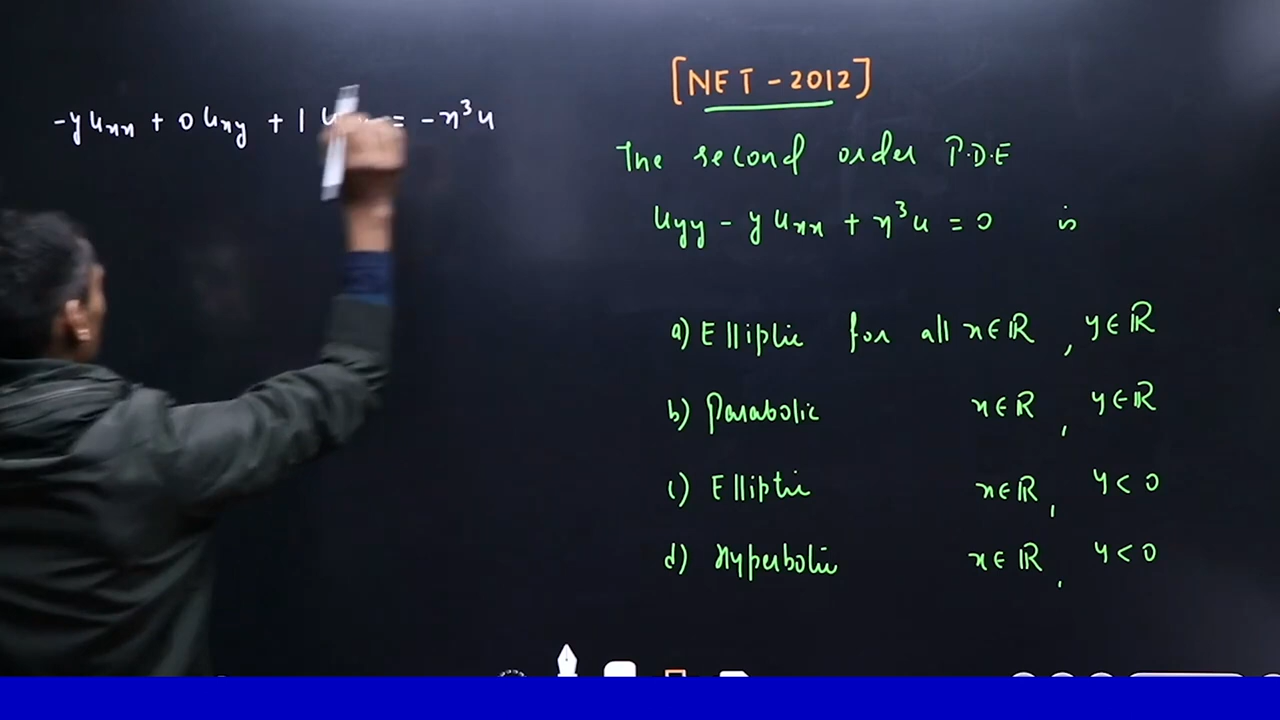 -y uxx + 0 uxy + 1 u = -x³u
[NET-2012]
The second order P.D.E
uyy - y uxx + x³u = 0 is
a) Elliptic for all x∈ℝ, y∈ℝ
b) Parabolic x∈ℝ, y∈ℝ
c) Elliptic x∈ℝ, y<0
d) Hyperbolic x∈ℝ, y<0